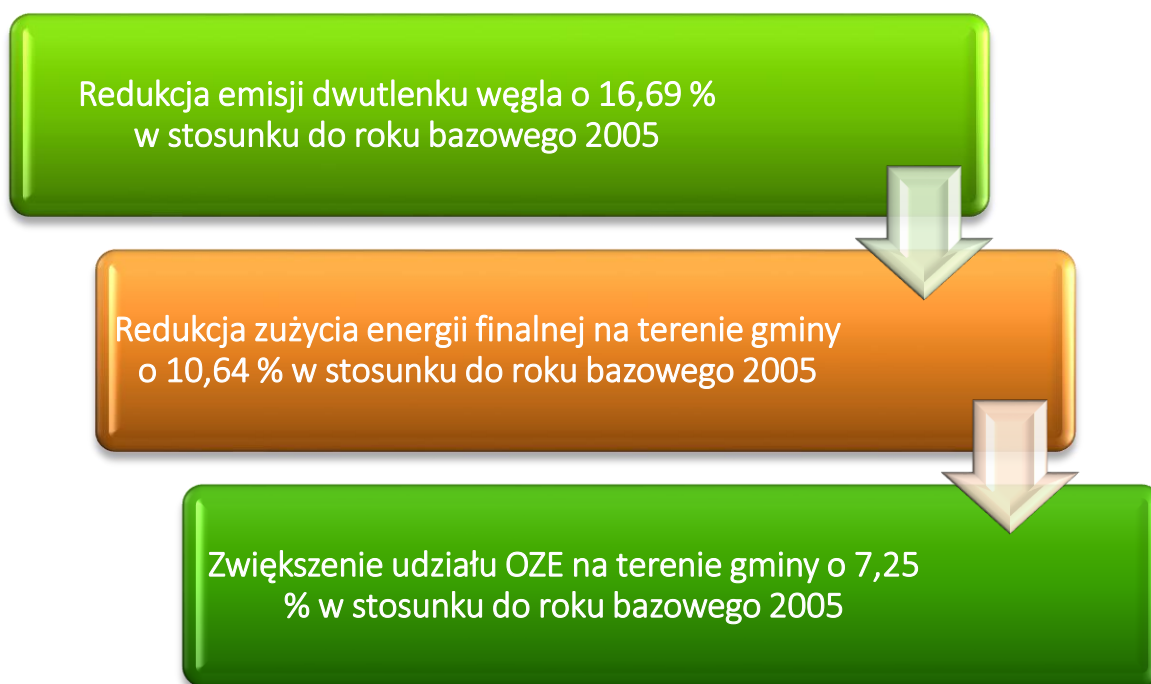 Redukcja emisji dwutlenku węgla o 16,69 %
w stosunku do roku bazowego 2005
Redukcja zużycia energii finalnej na terenie gminy
o 10,64 % w stosunku do roku bazowego 2005
Zwiększenie udziału OZE na terenie gminy o 7,25
% w stosunku do roku bazowego 2005